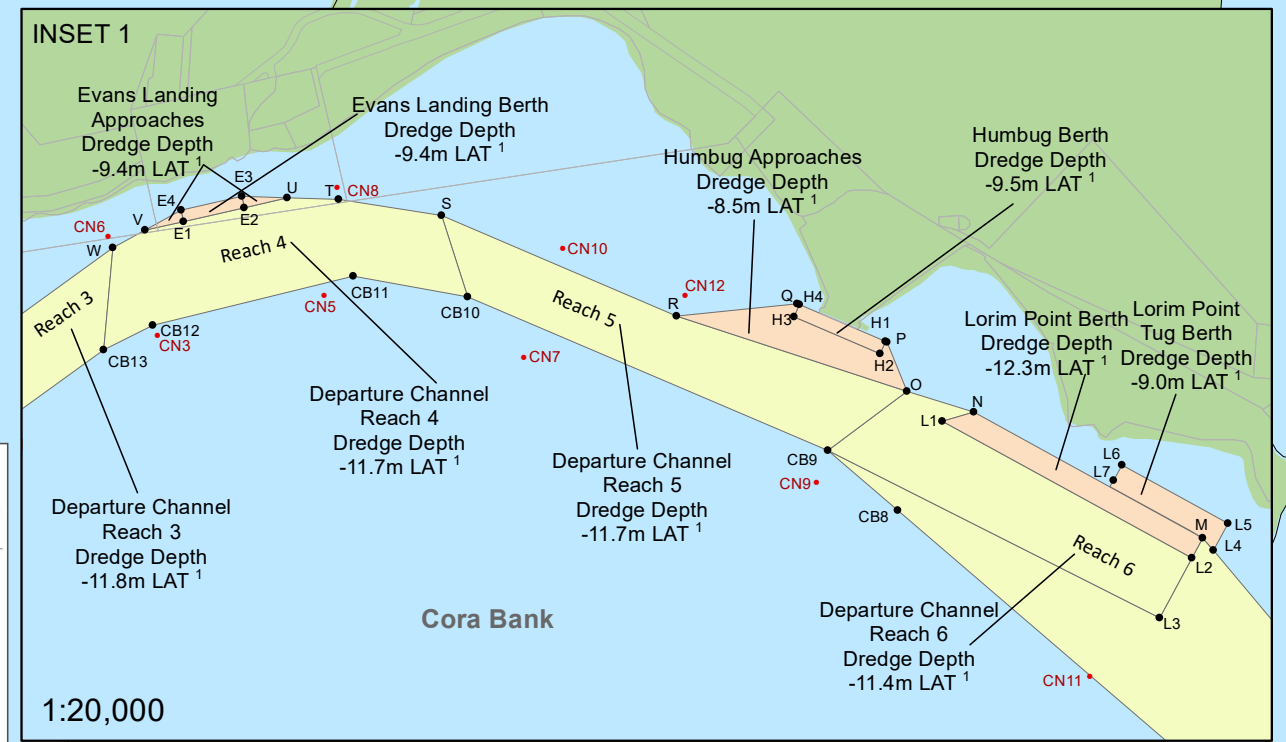 INSET 1
Evans Landing
Approaches
Dredge Depth
-9.4m LAT ¹
Evans Landing Berth
Dredge Depth
-9.4m LAT ¹
Humbug Approaches
Dredge Depth
-8.5m LAT ¹
Humbug Berth
Dredge Depth
-9.5m LAT ¹
Lorim Point Berth
Dredge Depth
-12.3m LAT ¹
Lorim Point
Tug Berth
Dredge Depth
-9.0m LAT ¹
E3
E4
U
T
CN8
V
E1
E2
S
CN6
W
Reach 4
CN10
Reach 3
CN5
CB11
CB10
Reach 5
CN12
R
Q
H4
H3
H1
P
H2
CB12
CN3
CB13
CN7
O
N
L1
CB9
CN9
CB8
L6
L7
M
L5
L4
L2
Reach 6
L3
CN11
Departure Channel
Reach 4
Dredge Depth
-11.7m LAT ¹
Departure Channel
Reach 5
Dredge Depth
-11.7m LAT ¹
Departure Channel
Reach 3
Dredge Depth
-11.8m LAT ¹
Departure Channel
Reach 6
Dredge Depth
-11.4m LAT ¹
Cora Bank
1:20,000